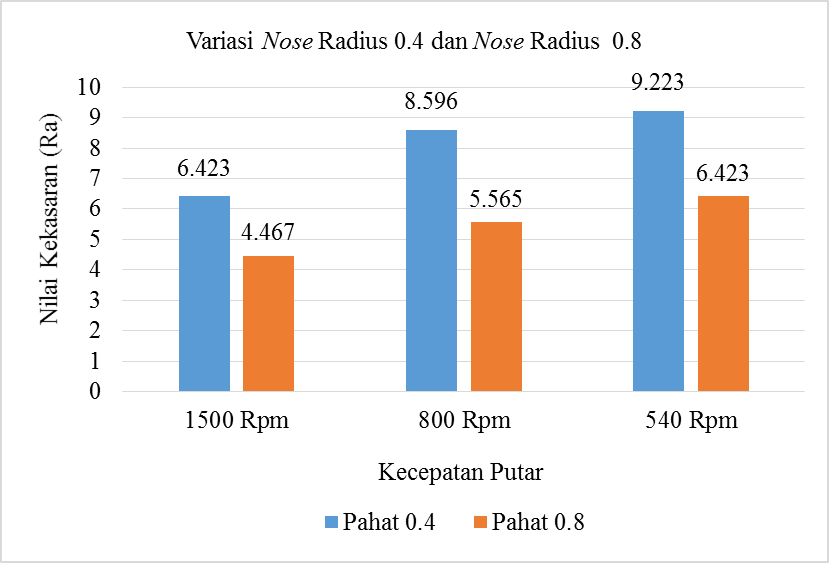 Variasi Nose Radius 0.4 dan Nose Radius 0.8
Nilai Kekasaran (Ra)
10
9
8
7
6
5
4
3
2
1
0
6.423
4.467
8.596
5.565
9.223
6.423
1500 Rpm
800 Rpm
540 Rpm
Kecepatan Putar
Pahat 0.4
Pahat 0.8